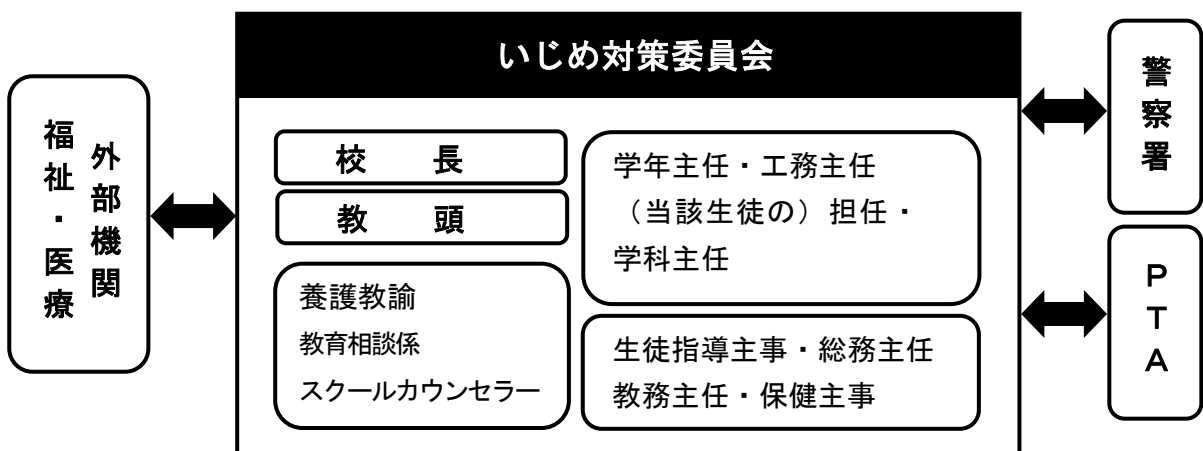 いじめ対策委員会
外部機関
福祉・医療
校　長
教　頭
養護教諭
教育相談係
スクールカウンセラー
学年主任・工務主任
（当該生徒の）担任・
学科主任
生徒指導主事・総務主任
教務主任・保健主事
警察署
ＰＴＡ